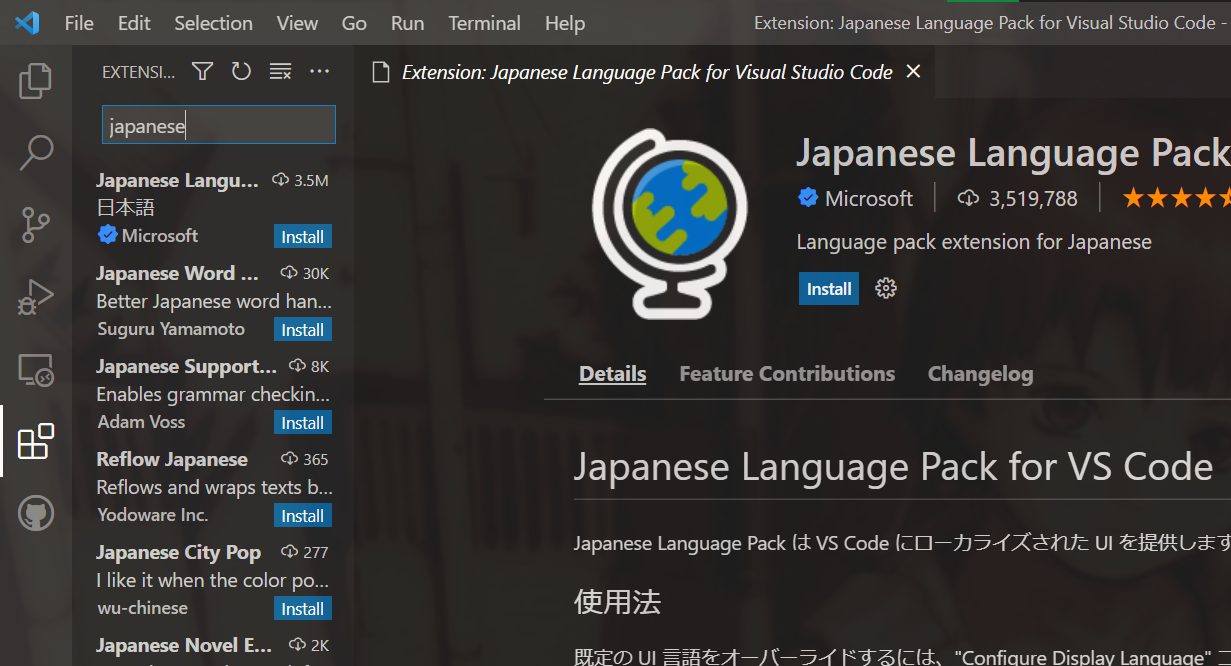 File Edit Selection View Go Run Terminal Help Extension: Japanese Language Pack for Visual Studio Code -
EXTENSI...
Extension: Japanese Language Pack for Visual Studio Code
japanese
Japanese Langu... 3.5M
日本語
Microsoft Install
Japanese Word ... 30K
Better Japanese word han...
Suguru Yamamoto Install
Japanese Support... 8K
Enables grammar checkin...
Adam Voss Install
Reflow Japanese 365
Reflows and wraps texts b...
Yodoware Inc. Install
Japanese City Pop 277
I like it when the color po...
wu-chinese Install
Japanese Novel E... 2K
Japanese Language Pack
Microsoft 3,519,788
Language pack extension for Japanese
Install
Details Feature Contributions Changelog
Japanese Language Pack for VS Code
Japanese Language Pack は VS Code にローカライズされた UI を提供します
使用法
既定の UI 言語をオーバーライドするには、"Configure Display Language" コ